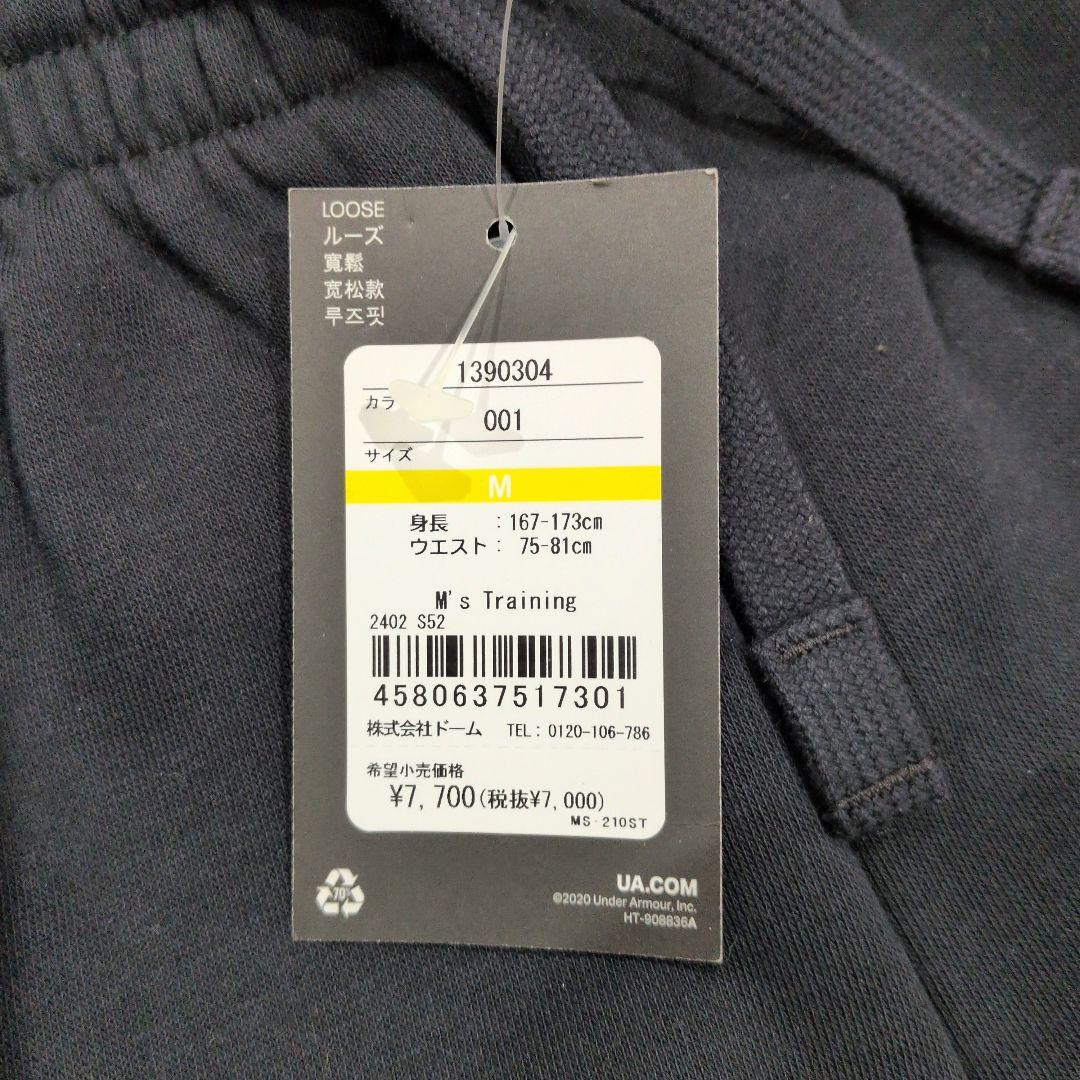 LOOSE
ルーズ
寬鬆
宽松款
루즈핏
1390304
カラ
001
サイズ
M
身長 : 167-173cm
ウエスト : 75-81cm
M's Training
2402 S52
4580637517301
株式会社ドーム TEL : 0120-106-786
希望小売価格
¥7,700(税抜¥7,000)
MS-210ST
70%
UA.COM
©2020 Under Armour, Inc.
HT-908836A